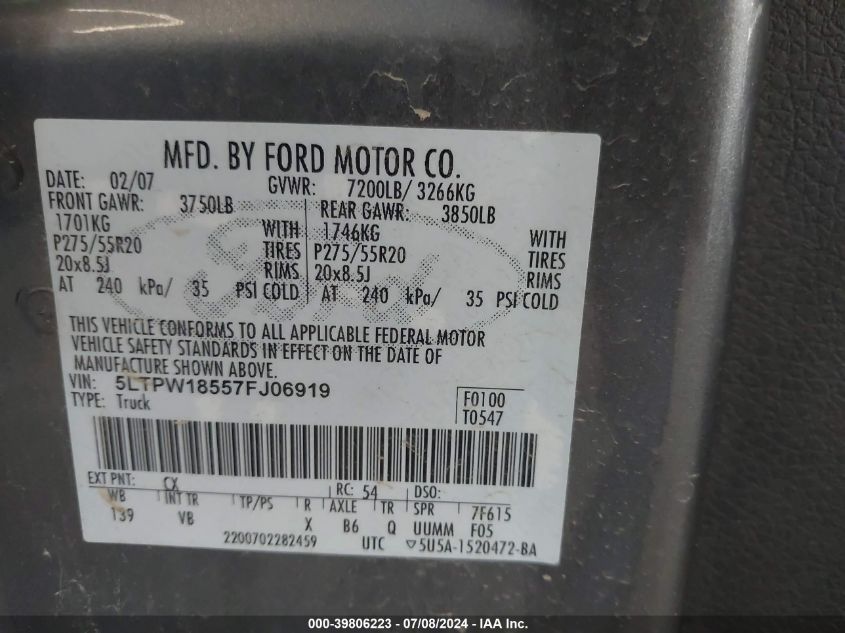 MFD. BY FORD MOTOR CO.
DATE: 02/07 GVWR: 7200LB/ 3266KG
FRONT GAWR: 3750LB REAR GAWR: 3850LB
1701KG WITH 1746KG WITH
P275/55R20 TIRES P275/55R20 TIRES
20x8.5J RIMS 20x8.5J RIMS
AT 240 kPa/ 35 PSI COLD AT 240 kPa/ 35 PSI COLD
Ford
THIS VEHICLE CONFORMS TO ALL APPLICABLE FEDERAL MOTOR
VEHICLE SAFETY STANDARDS IN EFFECT ON THE DATE OF
MANUFACTURE SHOWN ABOVE.
VIN: 5LTPW18557FJ06919 F0100
TYPE: Truck T0547
EXT PNT: CX RC: 54 DSO:
WB INT TR TP/PS R AXLE TR SPR 7F615
139 VB X B6 Q UUMM F05
2200702282459 UTC ▽5U5A-1520472-BA
000-39806223 - 07/08/2024 - IAA Inc.